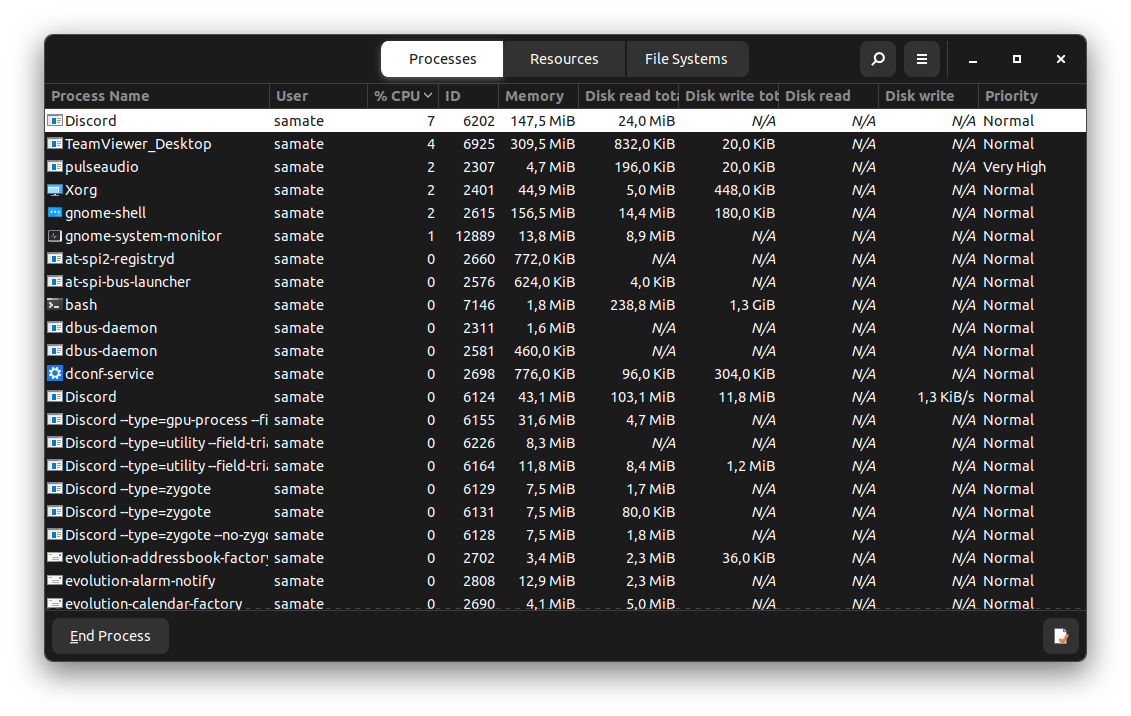 Processes Resources File Systems
Process Name User % CPU ID Memory Disk read tot Disk write tot Disk read Disk write Priority
Discord samate 7 6202 147,5 MiB 24,0 MiB N/A N/A N/A Normal
TeamViewer_Desktop samate 4 6925 309,5 MiB 832,0 KiB 20,0 KiB N/A N/A Normal
pulseaudio samate 2 2307 4,7 MiB 196,0 KiB 20,0 KiB N/A N/A Very High
Xorg samate 2 2401 44,9 MiB 5,0 MiB 448,0 KiB N/A N/A Normal
gnome-shell samate 2 2615 156,5 MiB 14,4 MiB 180,0 KiB N/A N/A Normal
gnome-system-monitor samate 1 12889 13,8 MiB 8,9 MiB N/A N/A N/A Normal
at-spi2-registryd samate 0 2660 772,0 KiB N/A N/A N/A N/A Normal
at-spi-bus-launcher samate 0 2576 624,0 KiB 4,0 KiB N/A N/A N/A Normal
bash samate 0 7146 1,8 MiB 238,8 MiB 1,3 GiB N/A N/A Normal
dbus-daemon samate 0 2311 1,6 MiB N/A N/A N/A N/A Normal
dbus-daemon samate 0 2581 460,0 KiB N/A N/A N/A N/A Normal
dconf-service samate 0 2698 776,0 KiB 96,0 KiB 304,0 KiB N/A N/A Normal
Discord samate 0 6124 43,1 MiB 103,1 MiB 11,8 MiB N/A 1,3 KiB/s Normal
Discord --type=gpu-process --fi samate 0 6155 31,6 MiB 4,7 MiB N/A N/A N/A Normal
Discord --type=utility --field-tria samate 0 6226 8,3 MiB N/A N/A N/A N/A Normal
Discord --type=utility --field-tria samate 0 6164 11,8 MiB 8,4 MiB 1,2 MiB N/A N/A Normal
Discord --type=zygote samate 0 6129 7,5 MiB 1,7 MiB N/A N/A N/A Normal
Discord --type=zygote samate 0 6131 7,5 MiB 80,0 KiB N/A N/A N/A Normal
Discord --type=zygote --no-zygo samate 0 6128 7,5 MiB 1,8 MiB N/A N/A N/A Normal
evolution-addressbook-factory samate 0 2702 3,4 MiB 2,3 MiB 36,0 KiB N/A N/A Normal
evolution-alarm-notify samate 0 2808 12,9 MiB 2,3 MiB N/A N/A N/A Normal
evolution-calendar-factory samate 0 2690 4,1 MiB 5,0 MiB N/A N/A N/A Normal
End Process